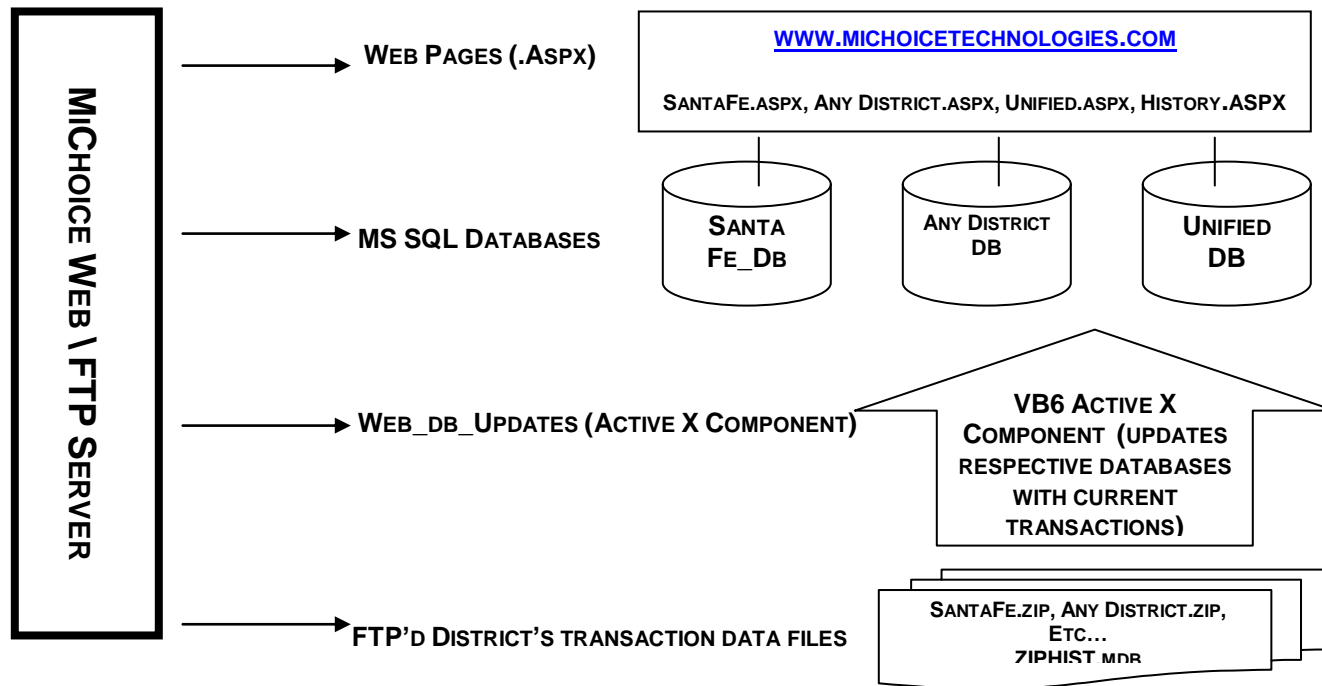 MICHOICE WEB \ FTP SERVER
WEB PAGES (.ASPX)
WWW.MICHOICETECHNOLOGIES.COM
SANTAFE.ASPX, ANY DISTRICT.ASPX, UNIFIED.ASPX, HISTORY.ASPX
MS SQL DATABASES
SANTA
FE_DB
ANY DISTRICT
DB
UNIFIED
DB
WEB_DB_UPDATES (ACTIVE X COMPONENT)
VB6 ACTIVE X
COMPONENT (UPDATES
RESPECTIVE DATABASES
WITH CURRENT
TRANSACTIONS)
FTP'D DISTRICT'S TRANSACTION DATA FILES
SANTAFE.ZIP, ANY DISTRICT.ZIP,
ETC...
ZIPHIST.MDB